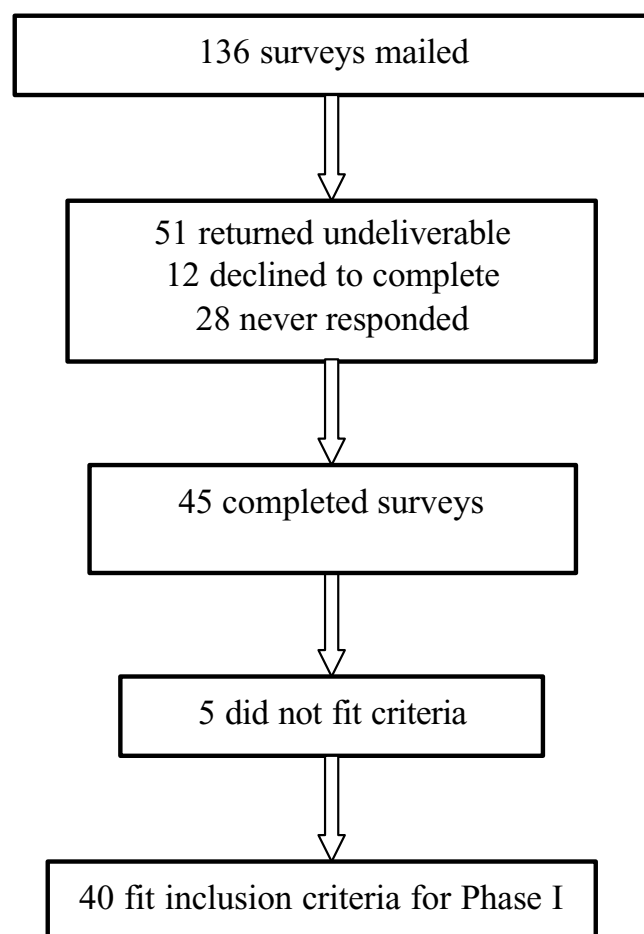 136 surveys mailed
51 returned undeliverable
12 declined to complete
28 never responded
45 completed surveys
5 did not fit criteria
40 fit inclusion criteria for Phase I